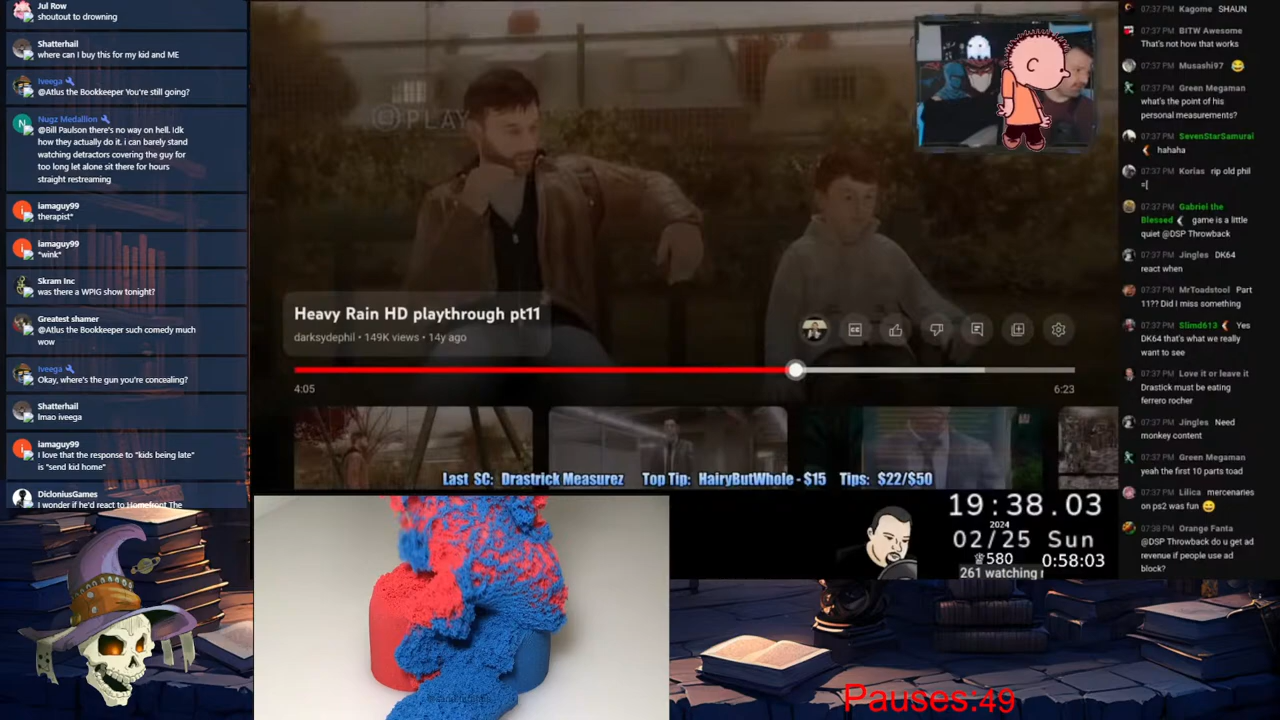 Jul Row
shoutout to drowning
Shatterhail
where can I buy this for my kid and ME
Iveega
@Atlus the Bookkeeper You're still going?
Nugz Medallion
@Bill Paulson there's no way on hell. Idk
how they actually do it. i can barely stand
watching detractors covering the guy for
too long let alone sit there for hours
straight restreaming
iamaguy99
therapist*
iamaguy99
*wink*
Skram Inc
was there a WPIG show tonight?
Greatest shamer
@Atlus the Bookkeeper such comedy much
wow
Iveega
Okay, where's the gun you're concealing?
Shatterhail
lmao iveega
iamaguy99
I love that the response to "kids being late"
is "send kid home"
DicloniusGames
I wonder if he'd react to Homefront The
PLAY
Heavy Rain HD playthrough pt11
darksydephil • 149K views • 14y ago
CC
4:05
6:23
Last SC: Drastrick Measurez Top Tip: HairyButWhole - $15 Tips: $22/$50
19:38.03
2024
02/25 Sun
580 0:58:03
261 watching
Pauses:49
07:37 PM Kagome SHAUN
07:37 PM BITW Awesome
That's not how that works
07:37 PM Musashi97
07:37 PM Green Megaman
what's the point of his
personal measurements?
07:37 PM SevenStarSamurai
hahaha
07:37 PM Korias rip old phil
=[
07:37 PM Gabriel the
Blessed game is a little
quiet @DSP Throwback
07:37 PM Jingles DK64
react when
07:37 PM MrToadstool Part
11?? Did I miss something
07:37 PM Slimd613 Yes
DK64 that's what we really
want to see
07:37 PM Love it or leave it
Drastick must be eating
ferrero rocher
07:37 PM Jingles Need
monkey content
07:37 PM Green Megaman
yeah the first 10 parts toad
07:37 PM Lilica mercenaries
on ps2 was fun
07:38 PM Orange Fanta
@DSP Throwback do u get ad
revenue if people use ad
block?